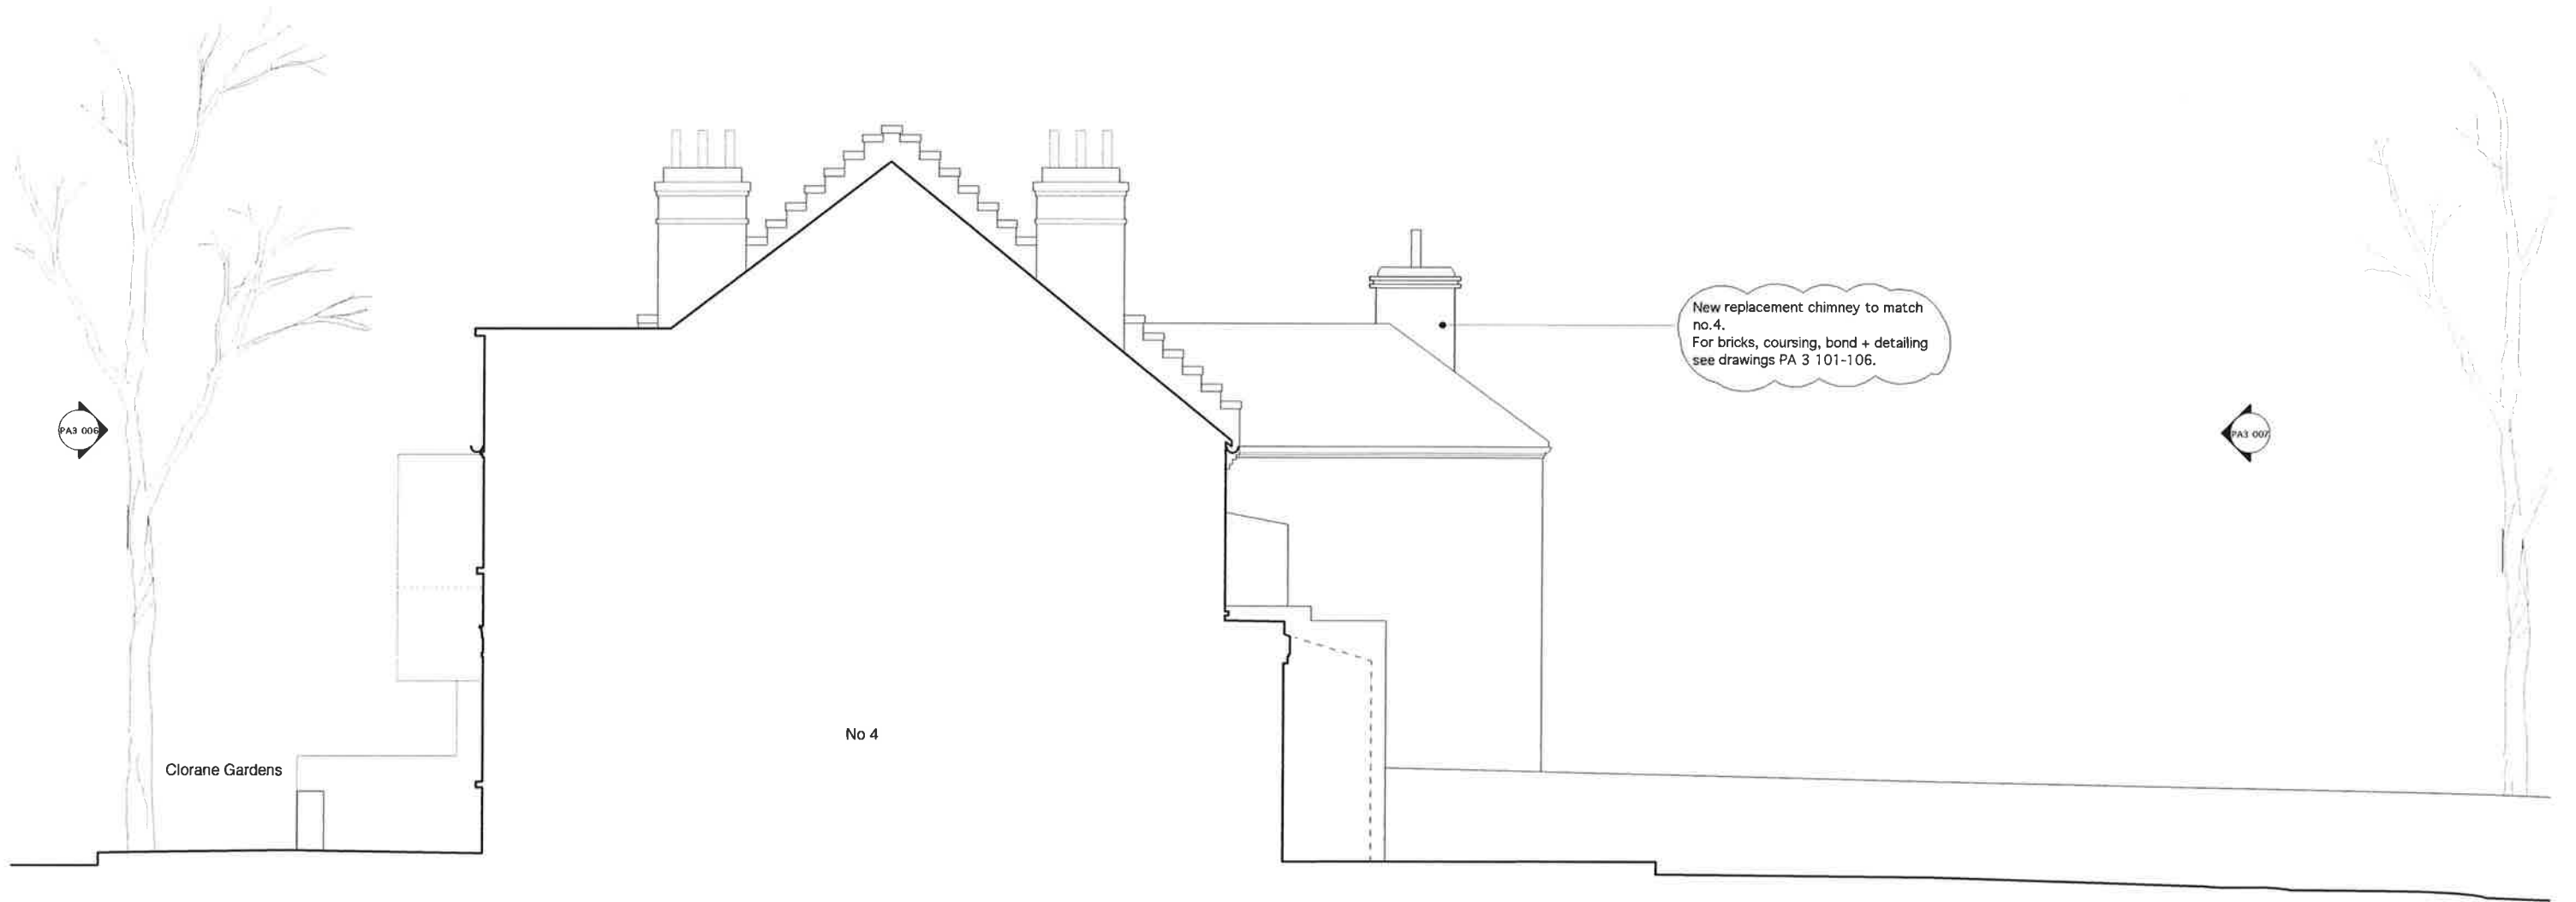 New replacement chimney to match
no.4.
For bricks, coursing, bond + detailing
see drawings PA 3 101-106.
PA3 006
PA3 007
No 4
Clorane Gardens